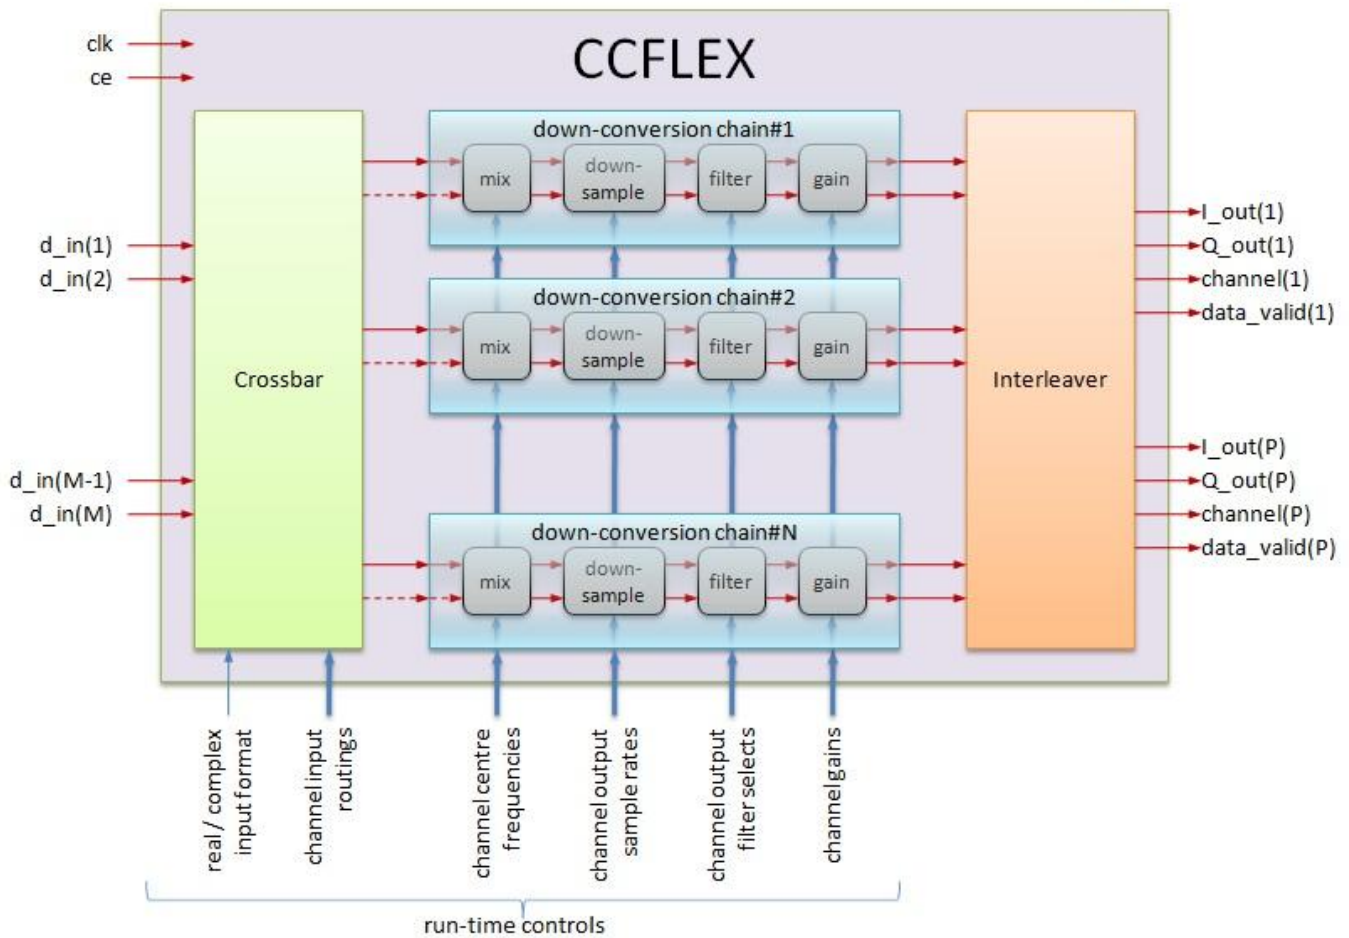 CCFLEX
clk
ce
d_in(1)
d_in(2)
d_in(M-1)
d_in(M)
Crossbar
down-conversion chain#1
mix
down-
sample
filter
gain
down-conversion chain#2
mix
down-
sample
filter
gain
down-conversion chain#N
mix
down-
sample
filter
gain
Interleaver
I_out(1)
Q_out(1)
channel(1)
data_valid(1)
I_out(P)
Q_out(P)
channel(P)
data_valid(P)
real / complex
input format
channel input
routings
channel centre
frequencies
channel output
sample rates
channel output
filter selects
channel gains
run-time controls